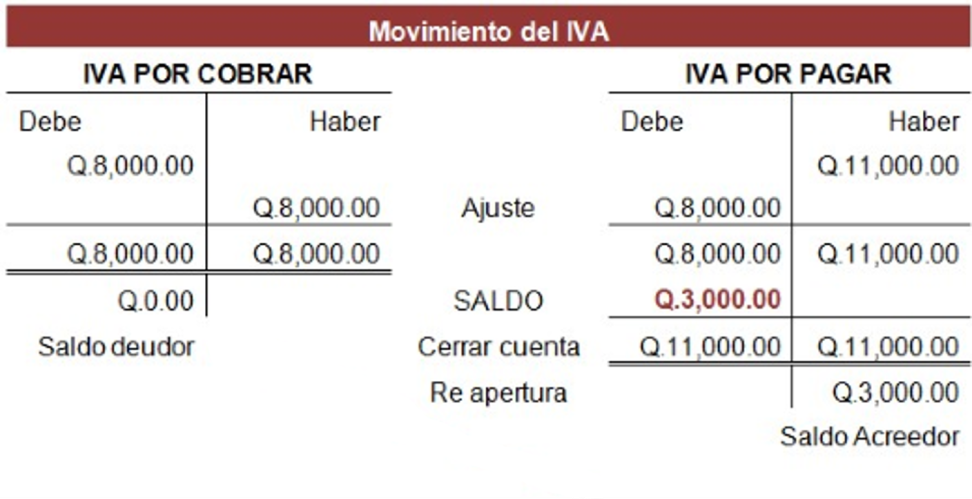 Movimiento del IVA
IVA POR COBRAR IVA POR PAGAR
Debe Haber Debe Haber
Q.8,000.00 Q.11,000.00
Q.8,000.00 Ajuste Q.8,000.00
Q.8,000.00 Q.8,000.00 Q.8,000.00 Q.11,000.00
Q.0.00 SALDO Q.3,000.00
Saldo deudor Cerrar cuenta Q.11,000.00 Q.11,000.00
Re apertura Q.3,000.00
Saldo Acreedor